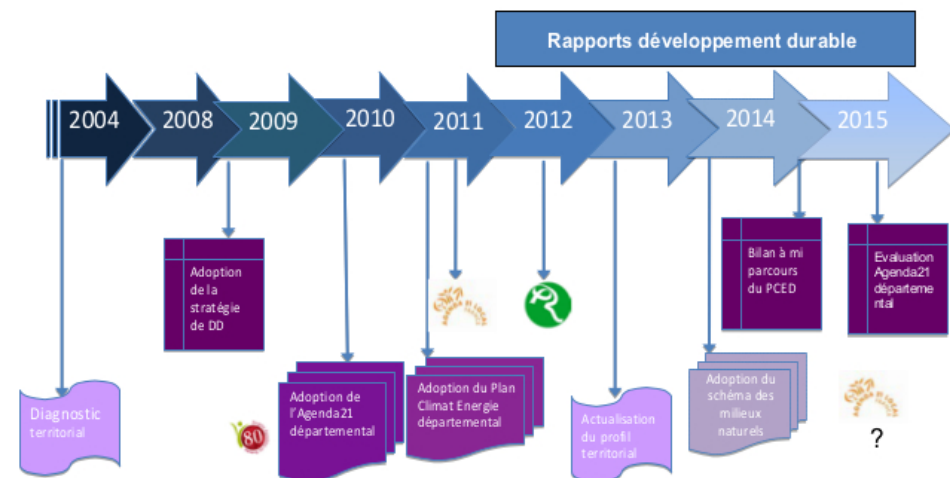 Rapports développement durable
2004
2008
2009
2010
2011
2012
2013
2014
2015
Adoption
de la
stratégie
de DD
Bilan à mi
parcours
du PCED
Evaluation
Agenda21
départeme
ntal
Diagnostic
territorial
80
Adoption de
l'Agenda21
départemental
Adoption du Plan
Climat Energie
départemental
Actualisation
du profil
territorial
Adoption du
schéma des
milieux
naturels
?